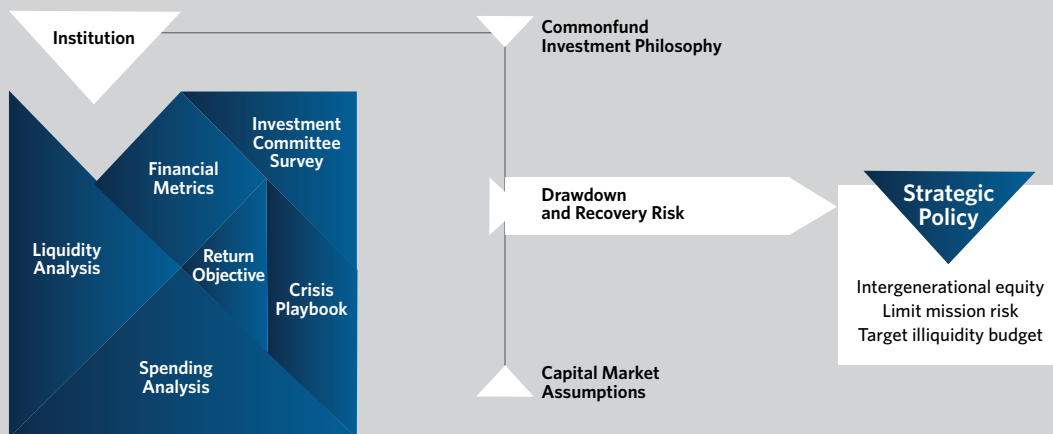 Institution
Commonfund
Investment Philosophy
Investment
Committee
Survey
Financial
Metrics
Liquidity
Analysis
Return
Objective
Crisis
Playbook
Spending
Analysis
Drawdown
and Recovery Risk
Capital Market
Assumptions
Strategic
Policy
Intergenerational equity
Limit mission risk
Target illiquidity budget